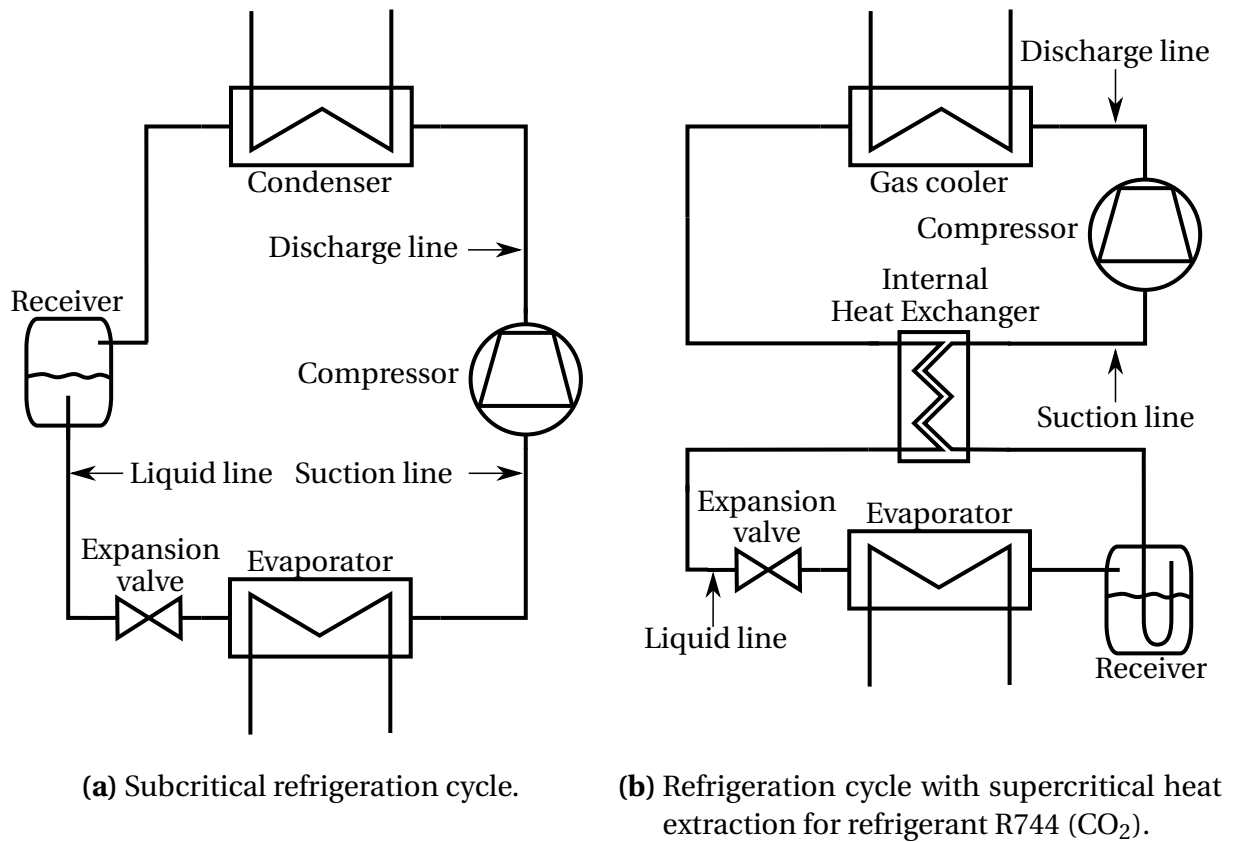 Condenser
Discharge line
Receiver
Compressor
Liquid line
Suction line
Expansion
valve
Evaporator
(a) Subcritical refrigeration cycle.
Discharge line
Gas cooler
Compressor
Internal
Heat Exchanger
Suction line
Expansion
valve
Evaporator
Liquid line
Receiver
(b) Refrigeration cycle with supercritical heat
extraction for refrigerant R744 (CO₂).